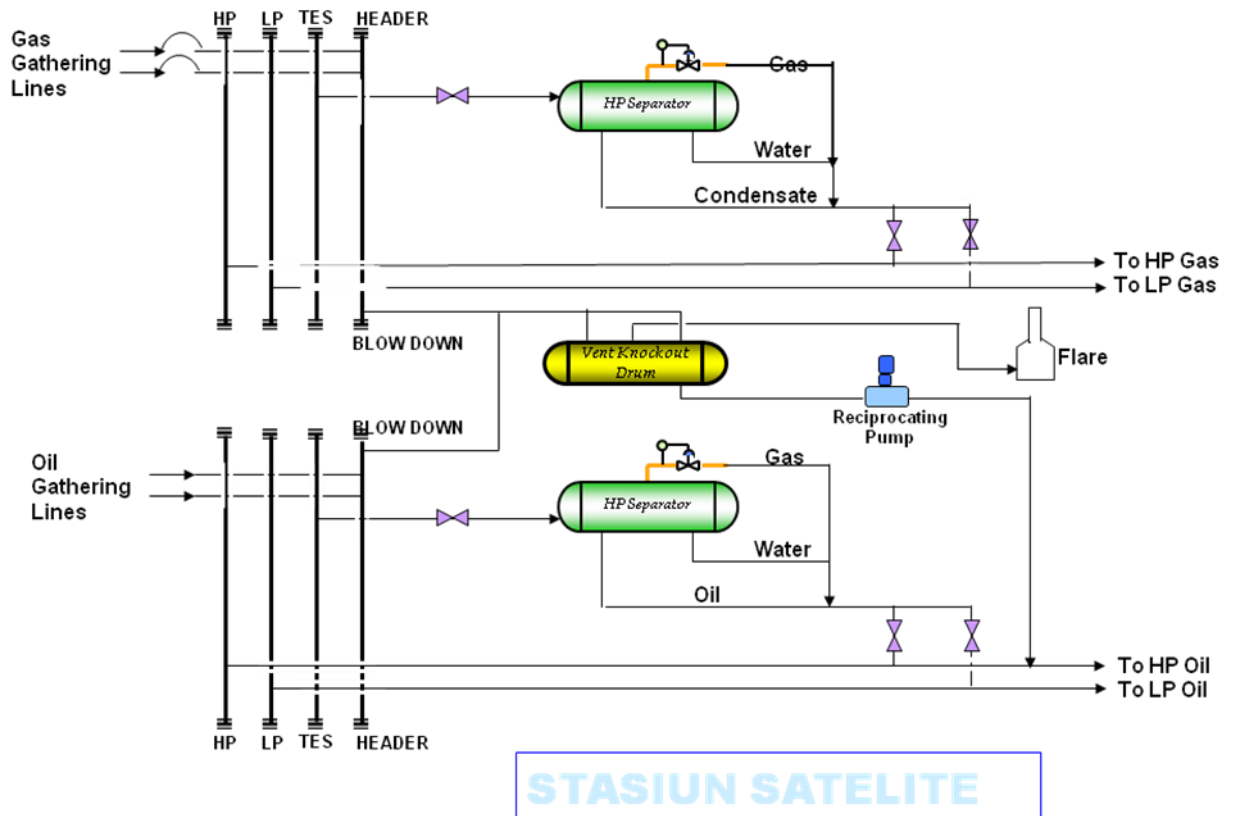 HP LP TES HEADER
Gas
Gathering
Lines
Gas
HP Separator
Water
Condensate
To HP Gas
To LP Gas
BLOW DOWN
Vent Knockout
Drum
Flare
Reciprocating
Pump
BLOW DOWN
Oil
Gathering
Lines
Gas
HP Separator
Water
Oil
To HP Oil
To LP Oil
HP LP TES HEADER
STASIUN SATELITE